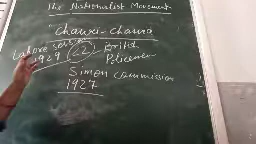 The Nationalist Movement
Chauri-Chaura
Lahore session
1929
22 British
Policemen
Simon Commission
1927